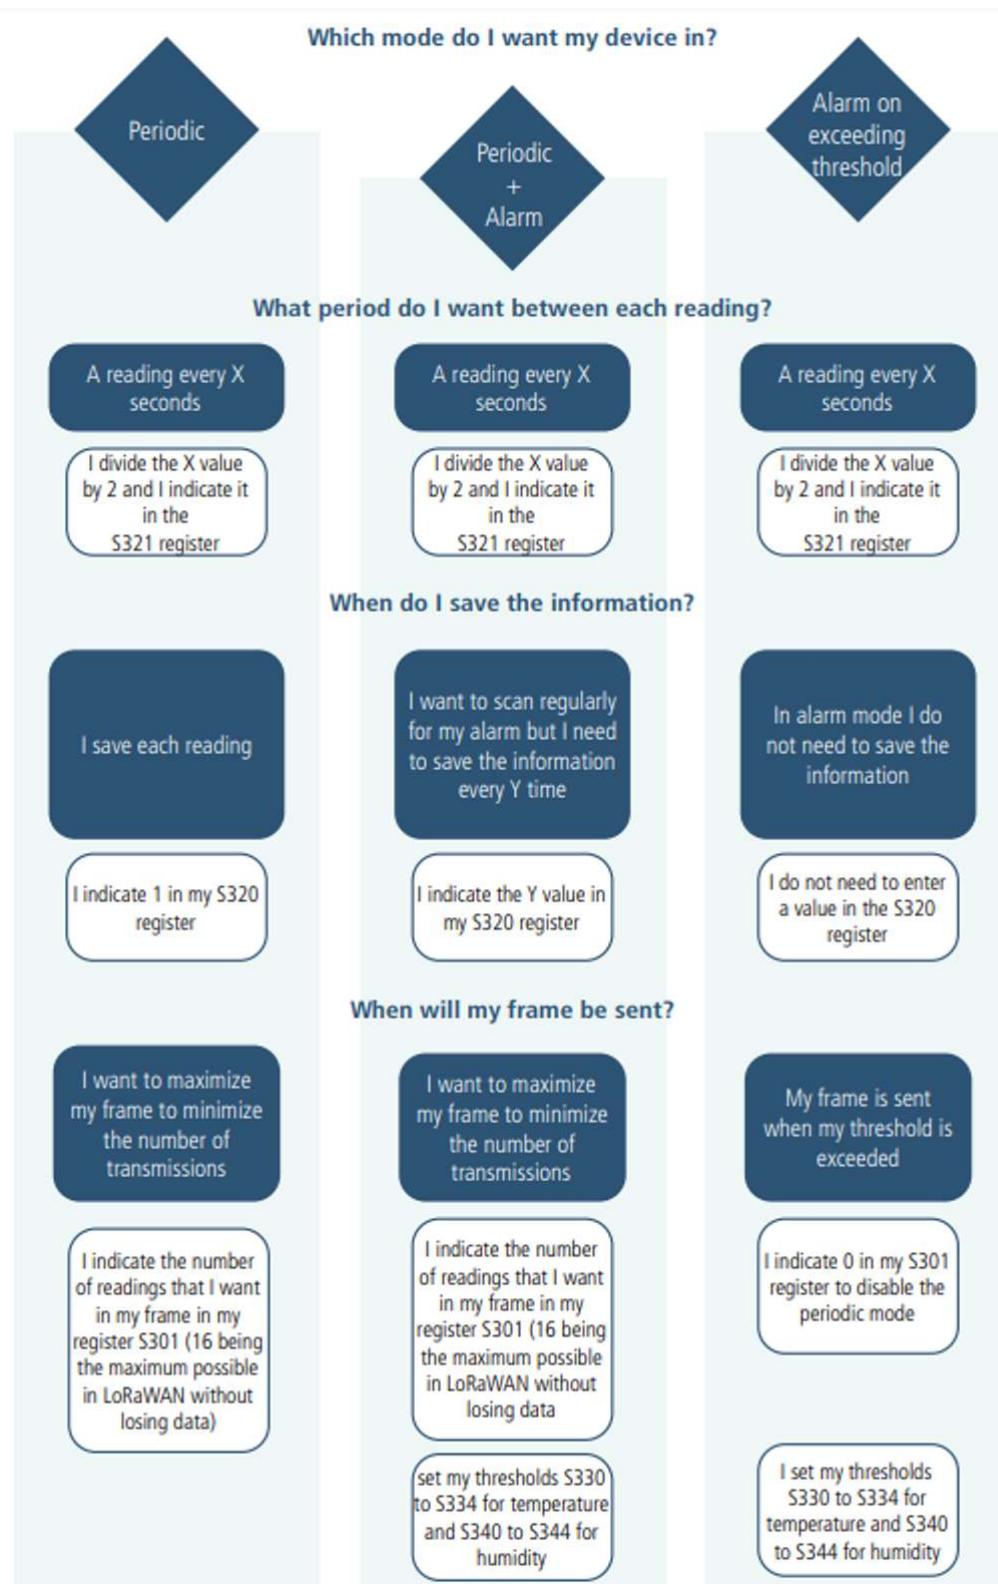 Which mode do I want my device in?
Periodic
Periodic
+
Alarm
Alarm on
exceeding
threshold
What period do I want between each reading?
A reading every X
seconds
I divide the X value
by 2 and I indicate it
in the
S321 register
A reading every X
seconds
I divide the X value
by 2 and I indicate it
in the
S321 register
A reading every X
seconds
I divide the X value
by 2 and I indicate it
in the
S321 register
When do I save the information?
I save each reading
I indicate 1 in my S320
register
I want to scan regularly
for my alarm but I need
to save the information
every Y time
I indicate the Y value in
my S320 register
In alarm mode I do
not need to save the
information
I do not need to enter
a value in the S320
register
When will my frame be sent?
I want to maximize
my frame to minimize
the number of
transmissions
I indicate the number
of readings that I want
in my frame in my
register S301 (16 being
the maximum possible
in LoRaWAN without
losing data)
I want to maximize
my frame to minimize
the number of
transmissions
I indicate the number
of readings that I want
in my frame in my
register S301 (16 being
the maximum possible
in LoRaWAN without
losing data
set my thresholds S330
to S334 for temperature
and S340 to S344 for
humidity
My frame is sent
when my threshold is
exceeded
I indicate 0 in my S301
register to disable the
periodic mode
I set my thresholds
S330 to S334 for
temperature and S340
to S344 for humidity